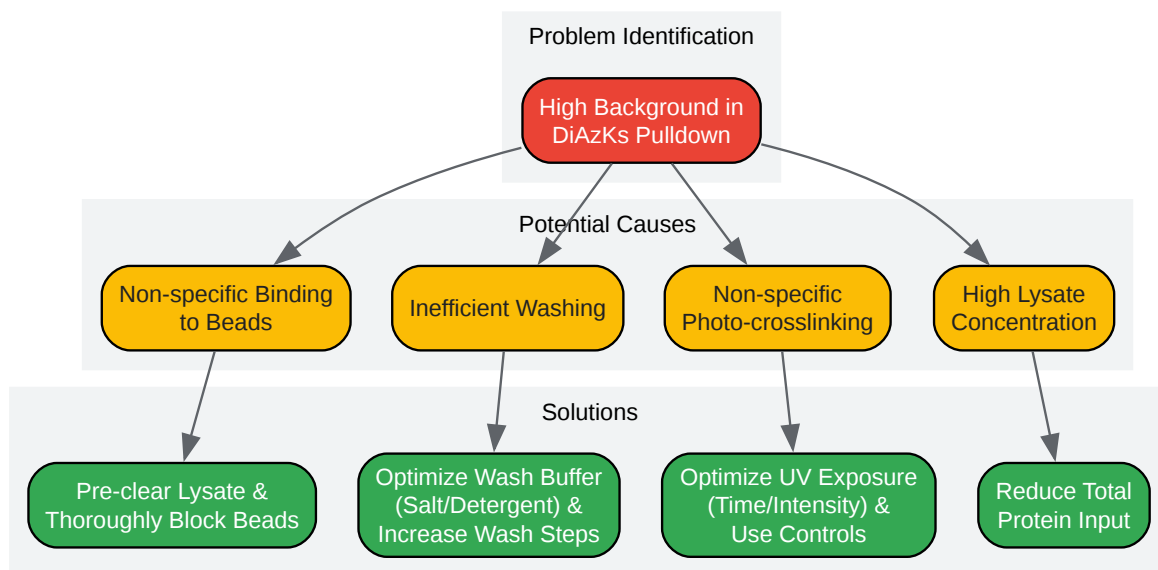 Problem Identification
High Background in
DiAzKs Pulldown
Potential Causes
Non-specific Binding
to Beads
Inefficient Washing
Non-specific
Photo-crosslinking
High Lysate
Concentration
Solutions
Pre-clear Lysate &
Thoroughly Block Beads
Optimize Wash Buffer
(Salt/Detergent) &
Increase Wash Steps
Optimize UV Exposure
(Time/Intensity) &
Use Controls
Reduce Total
Protein Input